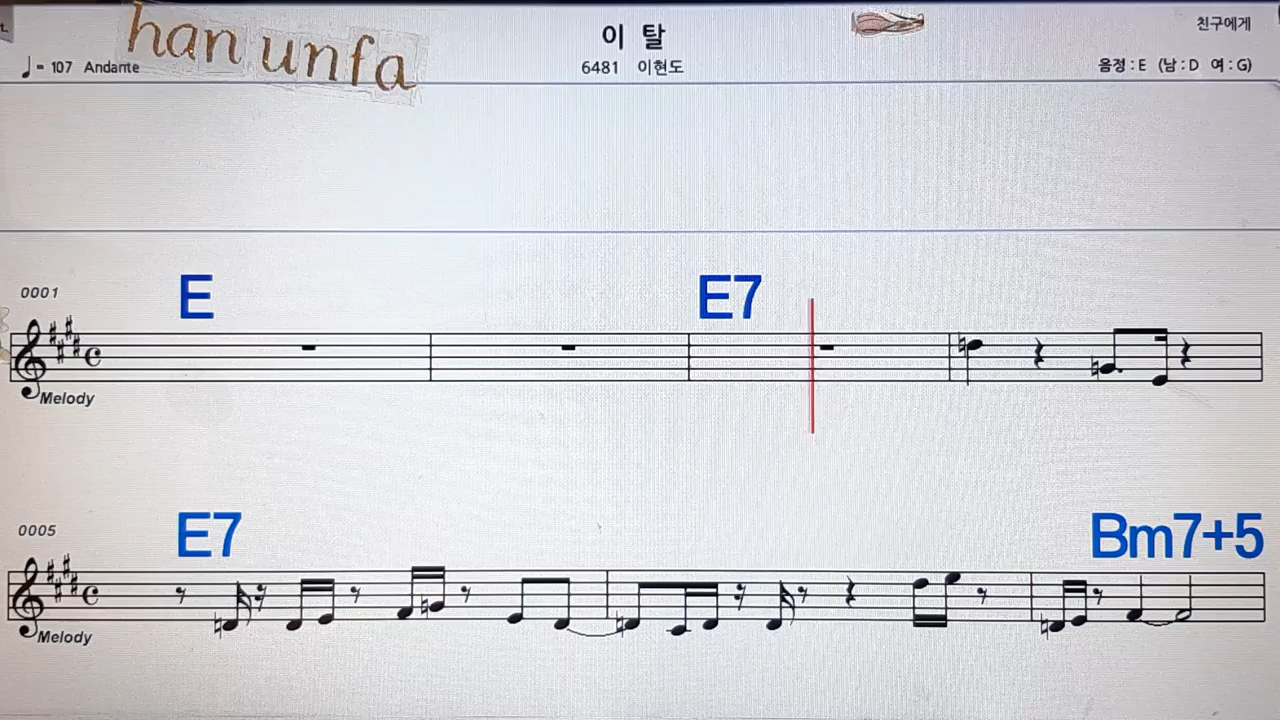 han unfa
이 탈
친구에게
♩= 107 Andante
6481 이현도
음정 : E (남 : D 여 : G)
0001
E E7
Melody
0005
E7 Bm7+5
Melody